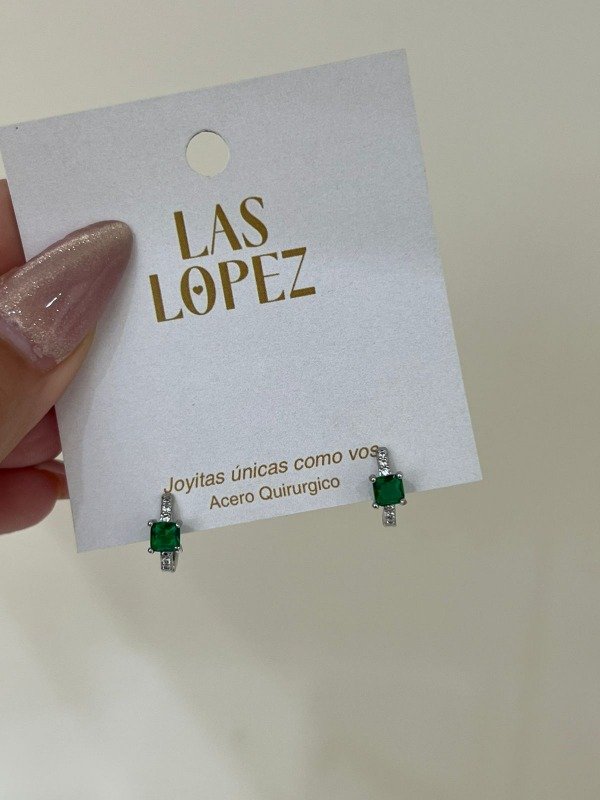 LAS
LOPEZ
Joyitas únicas como vos
Acero Quirurgico